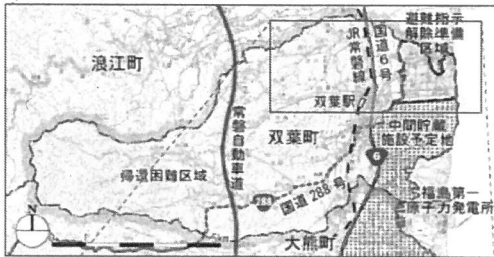 避難指示
解除準備
区域
国道6号
JR常磐線
浪江町
双葉駅
常磐自動車道
双葉町
中間貯蔵
施設予定地
6
帰還困難区域
288
国道288号
福島第一
原子力発電所
N
大熊町